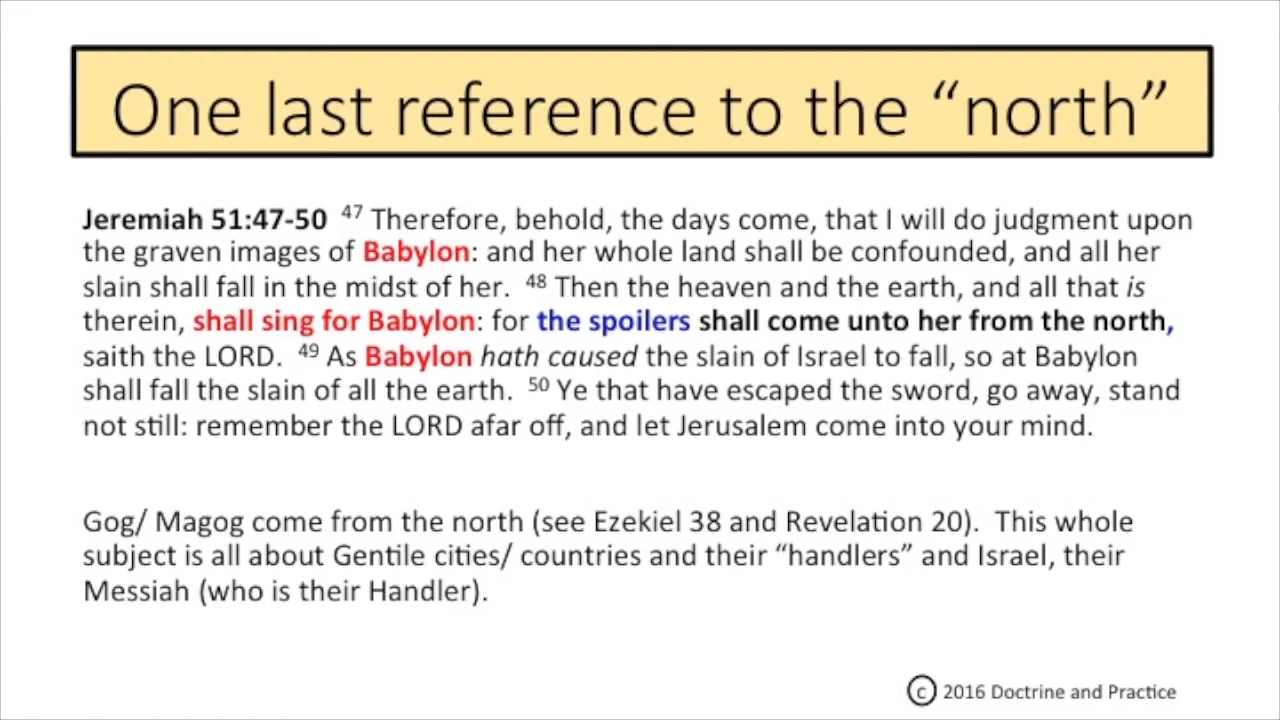 One last reference to the “north”
Jeremiah 51:47-50 47 Therefore, behold, the days come, that I will do judgment upon
the graven images of Babylon: and her whole land shall be confounded, and all her
slain shall fall in the midst of her. 48 Then the heaven and the earth, and all that is
therein, shall sing for Babylon: for the spoilers shall come unto her from the north,
saith the LORD. 49 As Babylon hath caused the slain of Israel to fall, so at Babylon
shall fall the slain of all the earth. 50 Ye that have escaped the sword, go away, stand
not still: remember the LORD afar off, and let Jerusalem come into your mind.
Gog/ Magog come from the north (see Ezekiel 38 and Revelation 20). This whole
subject is all about Gentile cities/ countries and their “handlers” and Israel, their
Messiah (who is their Handler).
© 2016 Doctrine and Practice